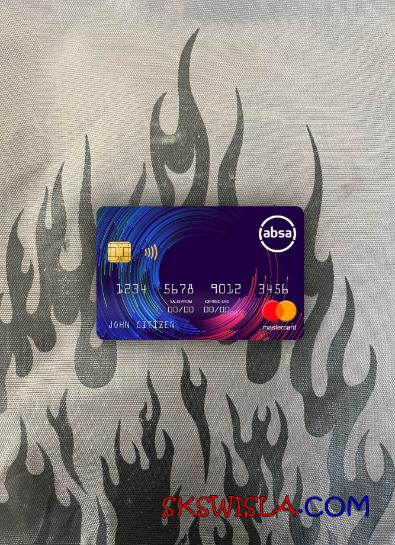 (absa)
1234 5678 9012 3456
VALID FROM EXPIRES END
00/00 00/00
JOHN CITIZEN
mastercard
SKSWISLA.COM